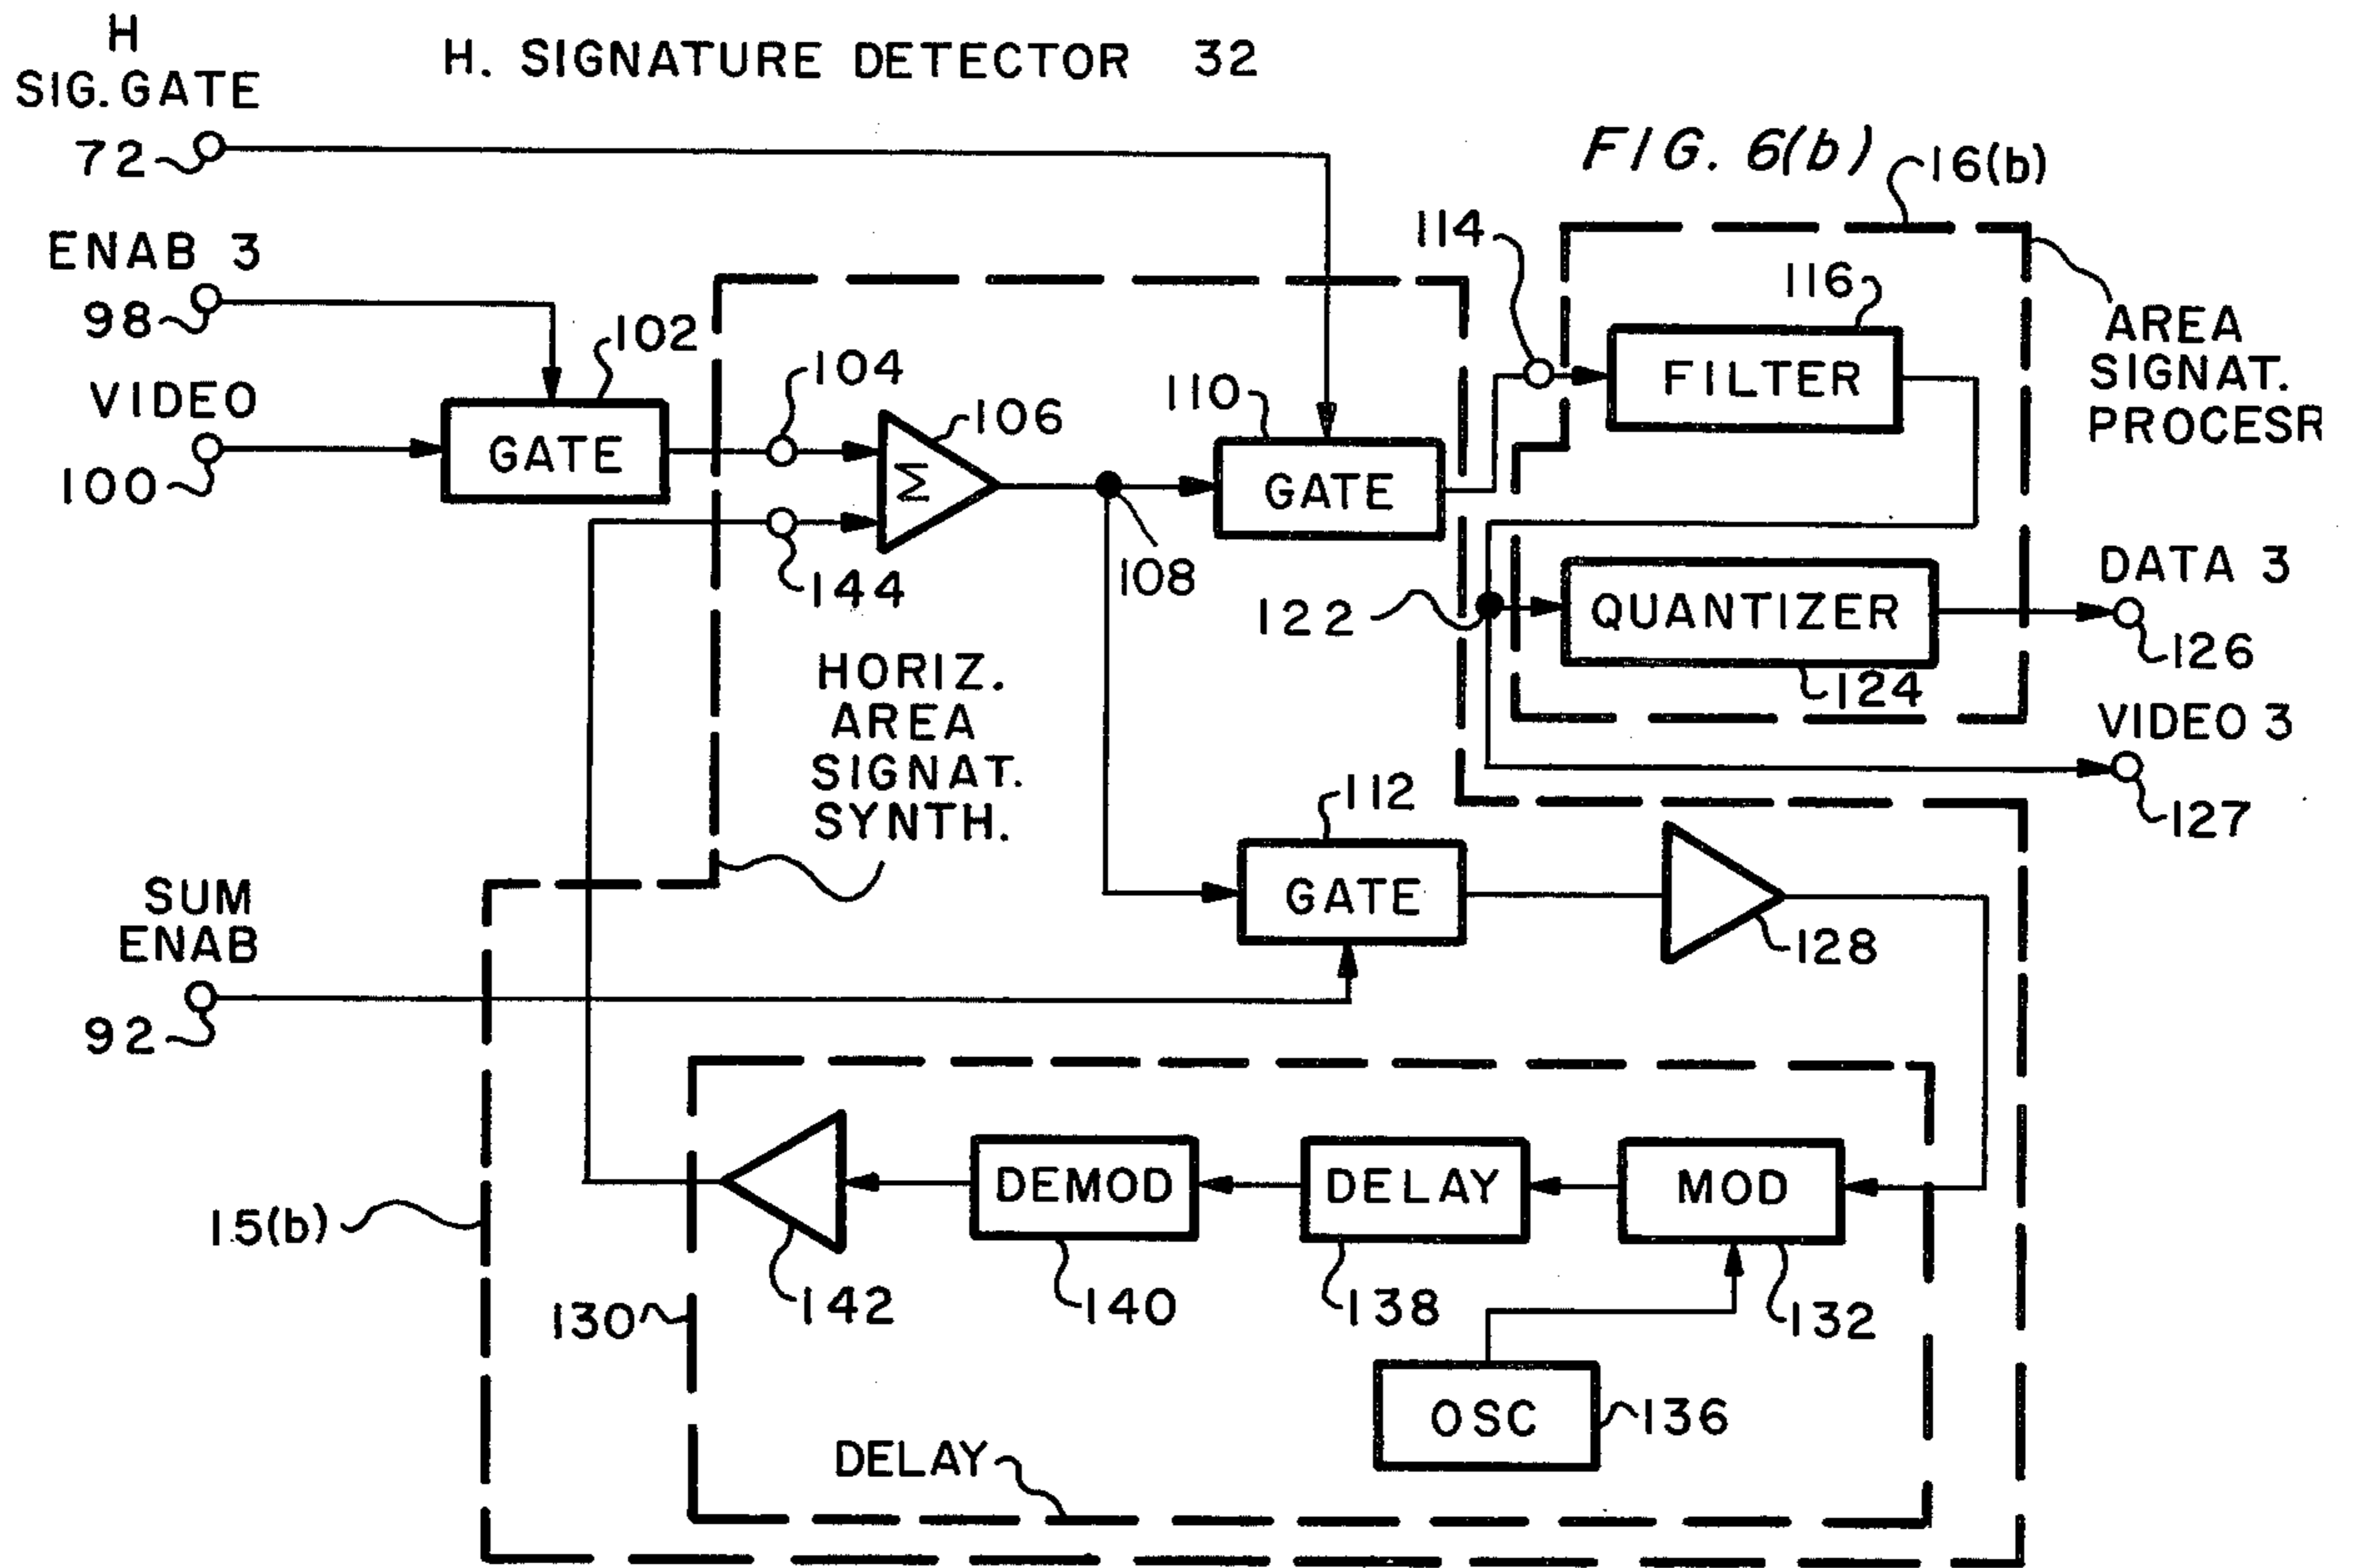 H
SIG. GATE
72
H. SIGNATURE DETECTOR 32
FIG. 6(b)
16(b)
ENAB 3
98
VIDEO
100
102
GATE
104
106
Σ
144
108
110
GATE
114
116
FILTER
AREA
SIGNAT.
PROCESR
122
QUANTIZER
124
DATA 3
126
VIDEO 3
127
HORIZ.
AREA
SIGNAT.
SYNTH.
112
GATE
128
SUM
ENAB
92
15(b)
130
142
DEMOD
140
DELAY
138
MOD
132
OSC
136
DELAY